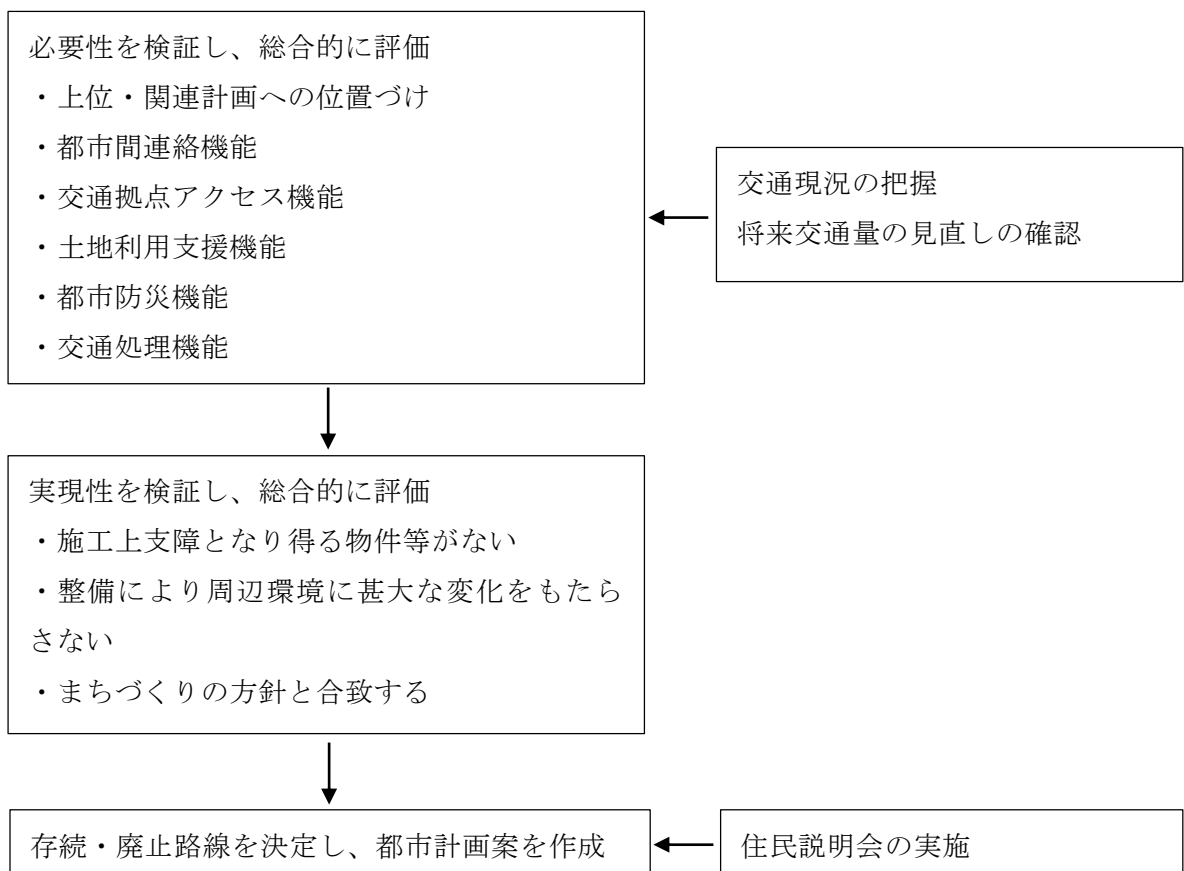 必要性を検証し、総合的に評価
・上位・関連計画への位置づけ
・都市間連絡機能
・交通拠点アクセス機能
・土地利用支援機能
・都市防災機能
・交通処理機能
交通現況の把握
将来交通量の見直しの確認
実現性を検証し、総合的に評価
・施工上支障となり得る物件等がない
・整備により周辺環境に甚大な変化をもたら
さない
・まちづくりの方針と合致する
存続・廃止路線を決定し、都市計画案を作成
住民説明会の実施